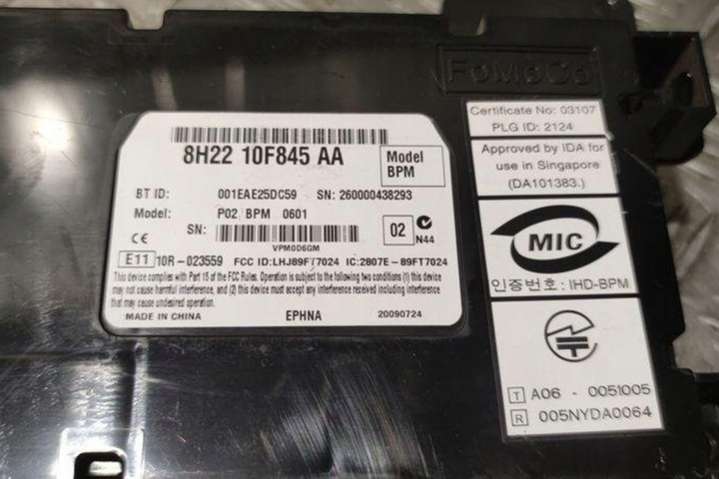 FoMoCo
8H22 10F845 AA
Model
BPM
BT ID: 001EAE25DC59 SN: 260000438293
Model: P02 BPM 0601
SN:
VPM0D6GM
02
N44
CE
E11 10R-023559 FCC ID:LHJ89FT7024 IC:2807E-89FT7024
This device complies with Part 15 of the FCC Rules. Operation is subject to the following two conditions (1) this device
may not cause harmful interference, and (2) this device must accept any interference received, including interference
that may cause undesired operation.
MADE IN CHINA EPHNA 20090724
Certificate No: 03107
PLG ID: 2124
Approved by IDA for
use in Singapore
(DA101383.)
MIC
인증번호: IHD-BPM
T A06 - 0051005
R 005NYDA0064